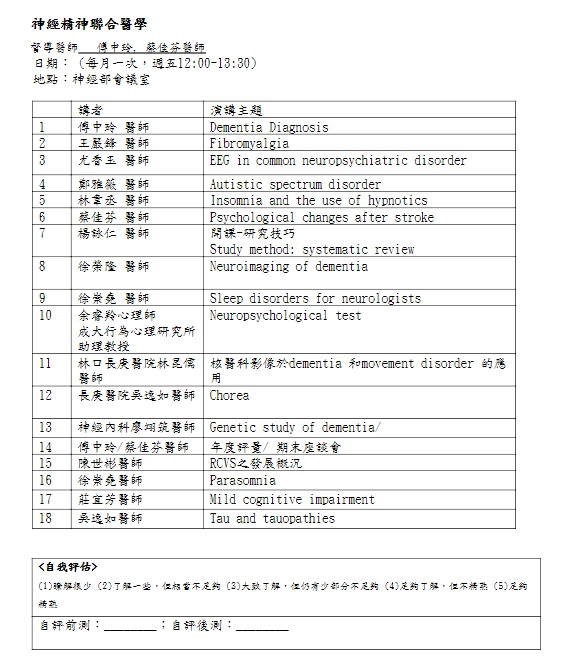 神經精神聯合醫學
督導醫師 傅中玲, 蔡佳芬醫師
日期：（每月一次，週五12:00-13:30）
地點：神經部會議室
講者 演講主題
1 傅中玲 醫師 Dementia Diagnosis
2 王嚴鋒 醫師 Fibromyalgia
3 尤香玉 醫師 EEG in common neuropsychiatric disorder
4 鄭雅薇 醫師 Autistic spectrum disorder
5 林韋丞 醫師 Insomnia and the use of hypnotics
6 蔡佳芬 醫師 Psychological changes after stroke
7 楊詠仁 醫師 開課-研究技巧
Study method: systematic review
8 徐榮隆 醫師 Neuroimaging of dementia
9 徐崇堯 醫師 Sleep disorders for neurologists
10 余睿羚心理師 Neuropsychological test
成大行為心理研究所
助理教授
11 林口長庚醫院林昆儒 核醫科影像於dementia 和movement disorder 的應
醫師 用
12 長庚醫院吳逸如醫師 Chorea
13 神經內科廖翊筑醫師 Genetic study of dementia/
14 傅中玲/蔡佳芬醫師 年度評量/ 期末座談會
15 陳世彬醫師 RCVS之發展概況
16 徐崇堯醫師 Parasomnia
17 莊宜芳醫師 Mild cognitive impairment
18 吳逸如醫師 Tau and tauopathies
<自我評估>
(1)瞭解很少 (2)了解一些，但相當不足夠 (3)大致了解，但仍有少部分不足夠 (4)足夠了解，但不精熟 (5)足夠
精熟
自評前測：________；自評後測：________